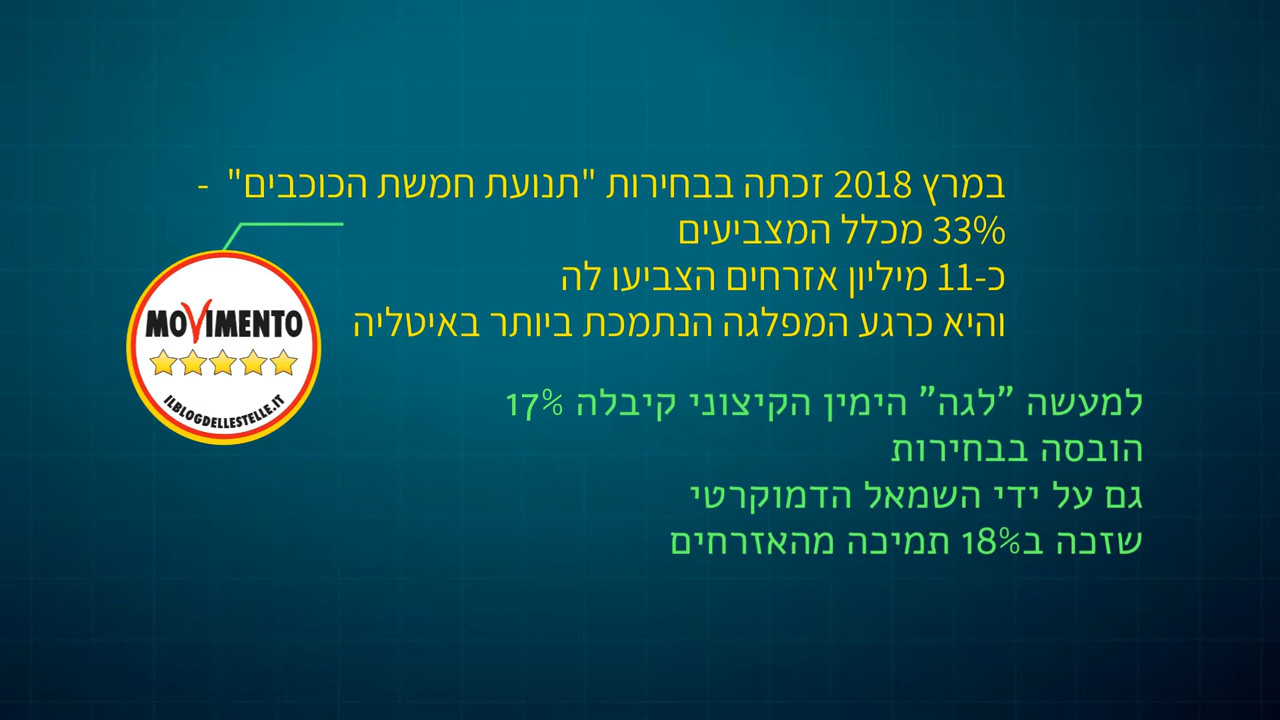 במרץ 2018 זכתה בבחירות "תנועת חמשת הכוכבים" -
33% מכלל המצביעים
כ-11 מיליון אזרחים הצביעו לה
והיא כרגע המפלגה הנתמכת ביותר באיטליה
MOVIMENTO
ILBLOGDELLESTELLE.IT
למעשה ״לגה״ הימין הקיצוני קיבלה 17%
הובסה בבחירות
גם על ידי השמאל הדמוקרטי
שזכה ב18% תמיכה מהאזרחים